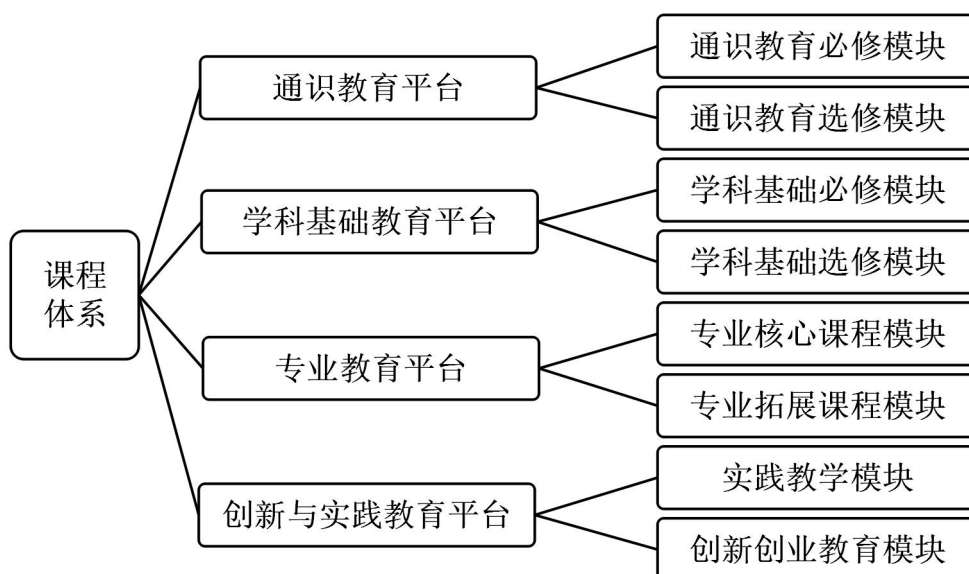 课程
体系
通识教育平台
通识教育必修模块
通识教育选修模块
学科基础教育平台
学科基础必修模块
学科基础选修模块
专业教育平台
专业核心课程模块
专业拓展课程模块
创新与实践教育平台
实践教学模块
创新创业教育模块